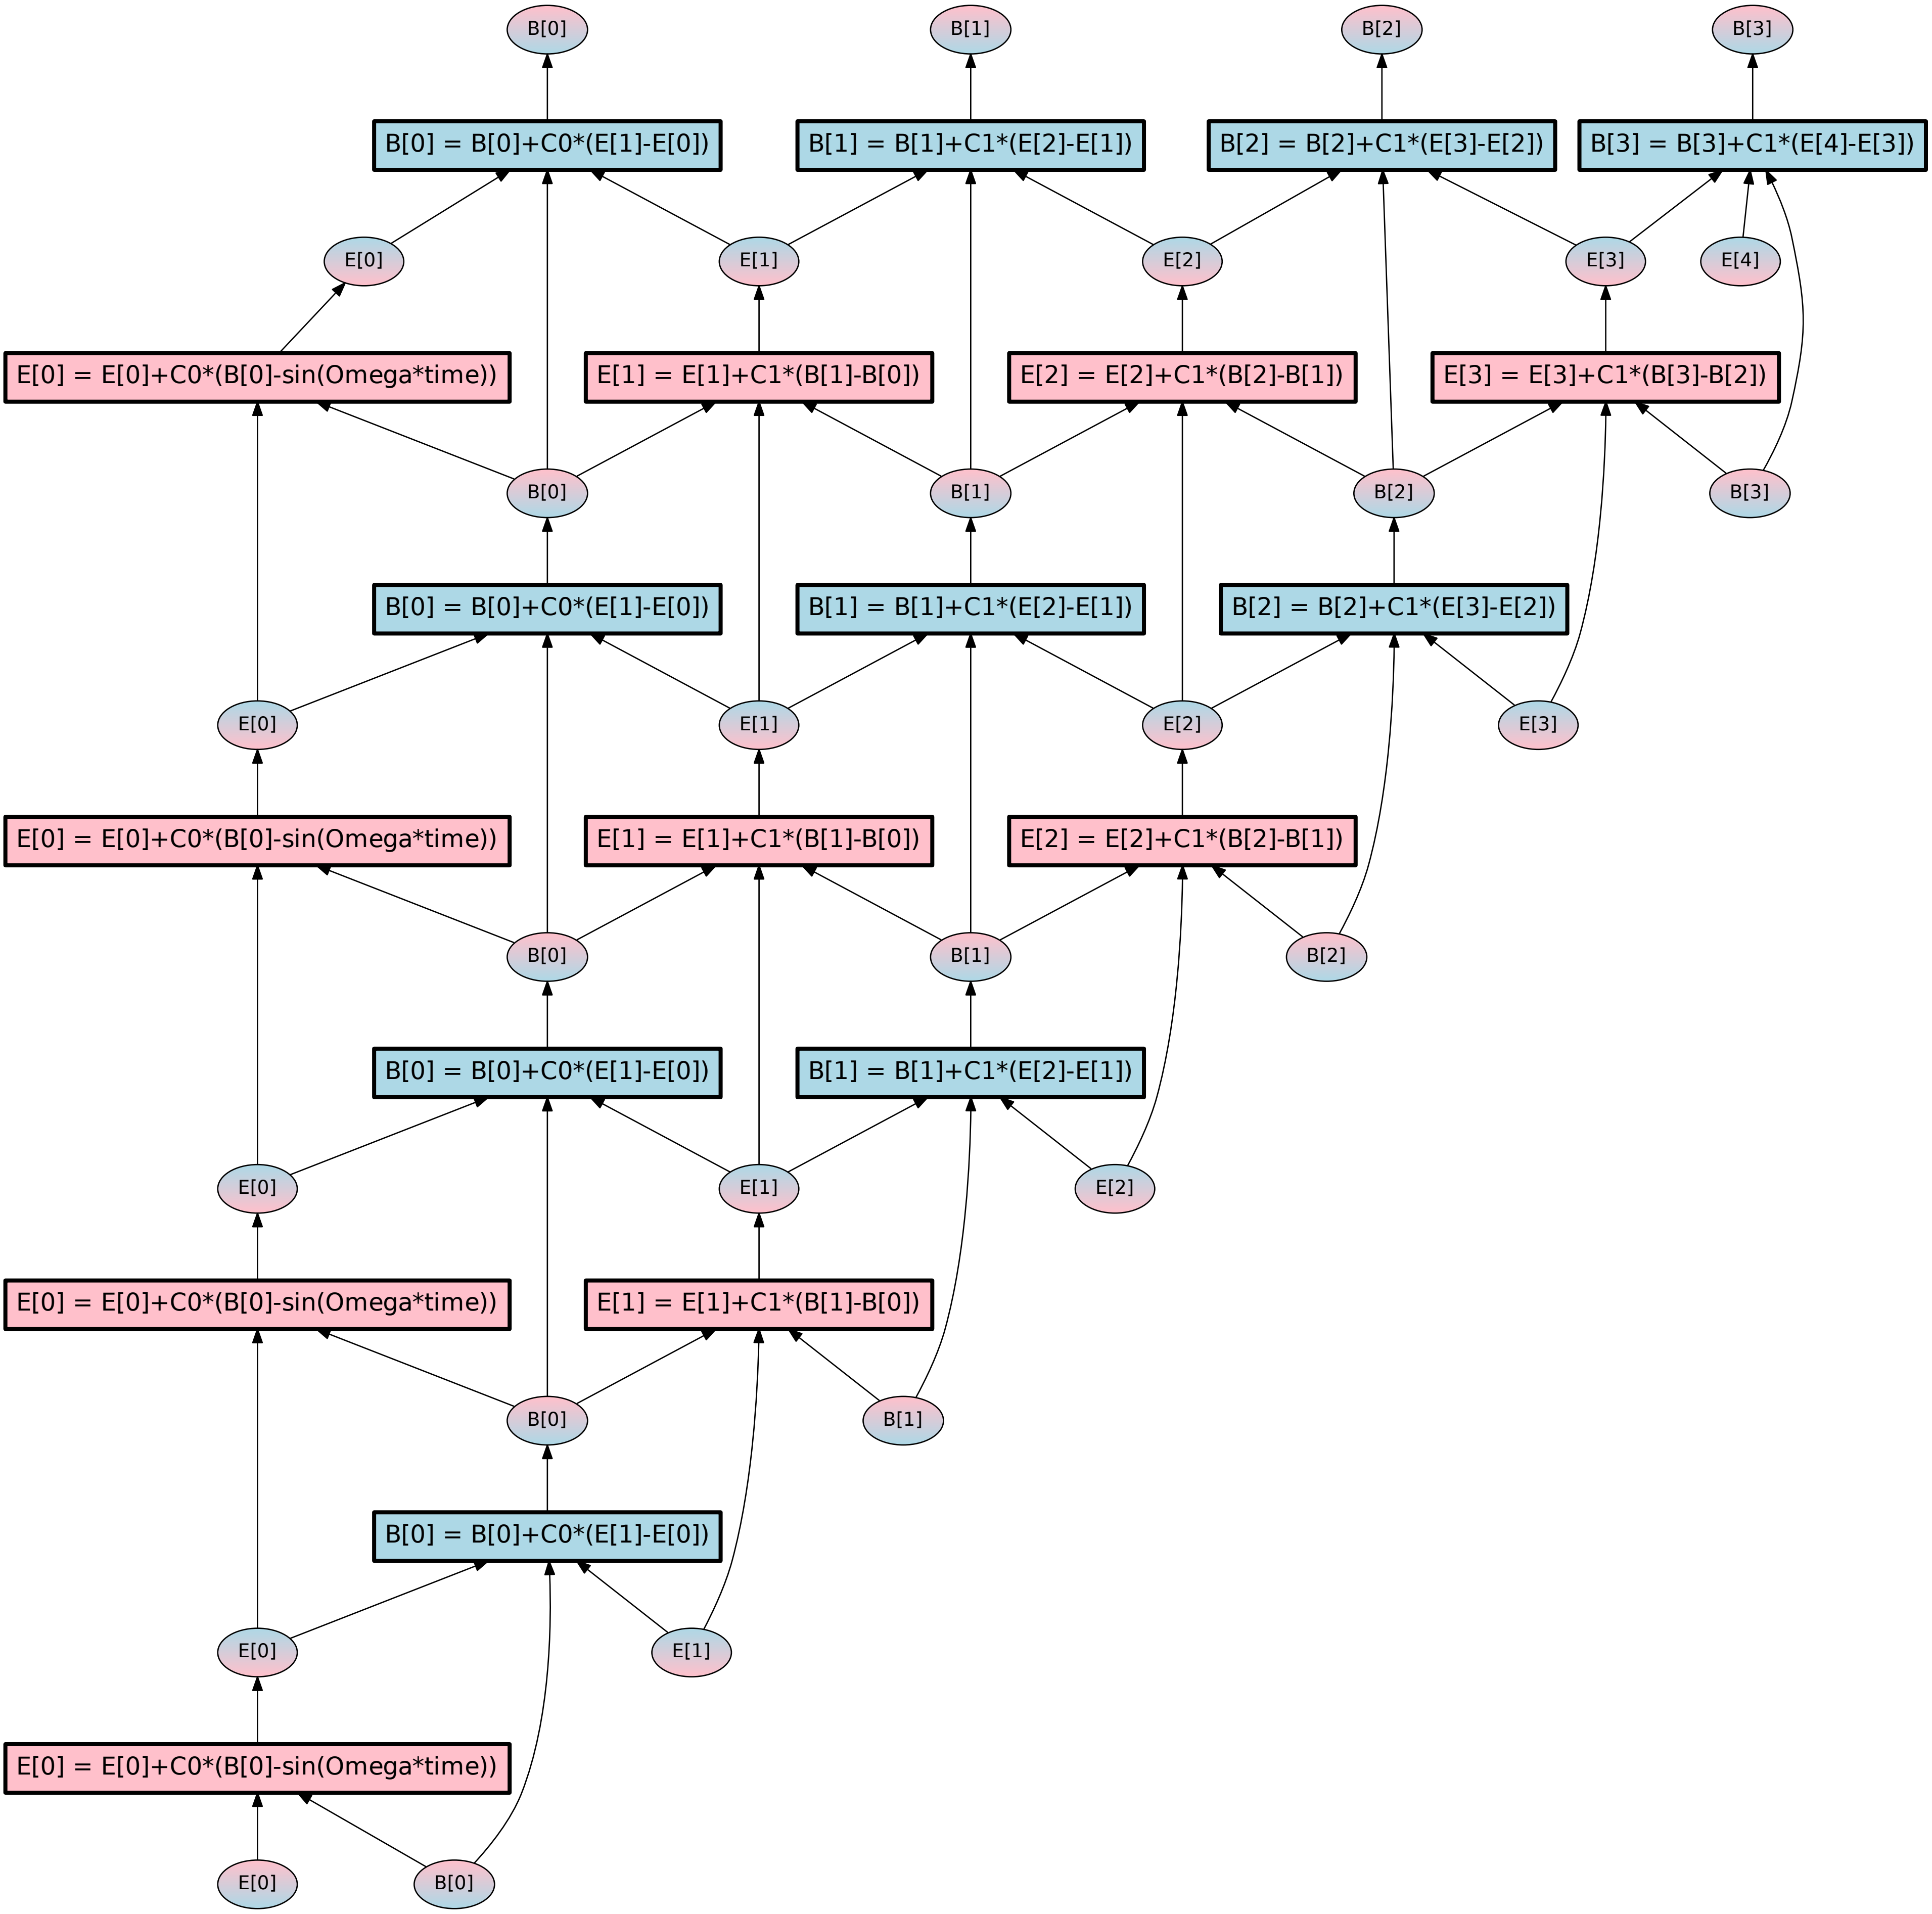 B[0]
B[1]
B[2]
B[3]
B[0] = B[0]+C0*(E[1]-E[0])
B[1] = B[1]+C1*(E[2]-E[1])
B[2] = B[2]+C1*(E[3]-E[2])
B[3] = B[3]+C1*(E[4]-E[3])
E[0]
E[1]
E[2]
E[3]
E[4]
E[0] = E[0]+C0*(B[0]-sin(Omega*time))
E[1] = E[1]+C1*(B[1]-B[0])
E[2] = E[2]+C1*(B[2]-B[1])
E[3] = E[3]+C1*(B[3]-B[2])
B[0]
B[1]
B[2]
B[3]
B[0] = B[0]+C0*(E[1]-E[0])
B[1] = B[1]+C1*(E[2]-E[1])
B[2] = B[2]+C1*(E[3]-E[2])
E[0]
E[1]
E[2]
E[3]
E[0] = E[0]+C0*(B[0]-sin(Omega*time))
E[1] = E[1]+C1*(B[1]-B[0])
E[2] = E[2]+C1*(B[2]-B[1])
B[0]
B[1]
B[2]
B[0] = B[0]+C0*(E[1]-E[0])
B[1] = B[1]+C1*(E[2]-E[1])
E[0]
E[1]
E[2]
E[0] = E[0]+C0*(B[0]-sin(Omega*time))
E[1] = E[1]+C1*(B[1]-B[0])
B[0]
B[1]
B[0] = B[0]+C0*(E[1]-E[0])
E[0]
E[1]
E[0] = E[0]+C0*(B[0]-sin(Omega*time))
E[0]
B[0]